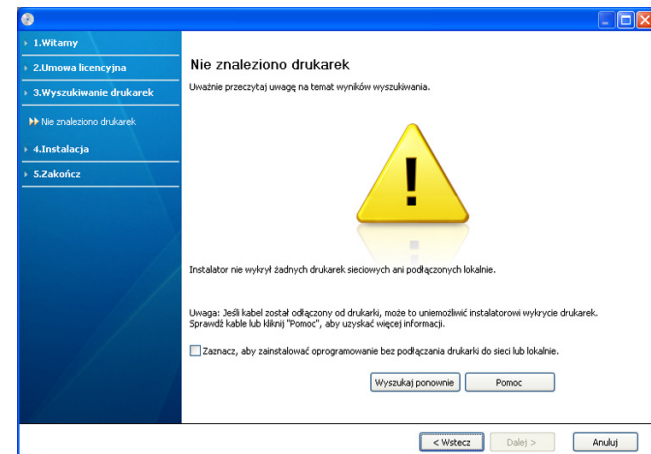 1.Witamy
2.Umowa licencyjna
3.Wyszukiwanie drukarek
Nie znaleziono drukarek
4.Instalacja
5.Zakończ
Nie znaleziono drukarek
Uważnie przeczytaj uwagę na temat wyników wyszukiwania.
Instalator nie wykrył żadnych drukarek sieciowych ani podłączonych lokalnie.
Uwaga: Jeśli kabel został odłączony od drukarki, może to uniemożliwić instalatorowi wykrycie drukarek.
Sprawdź kable lub kliknij "Pomoc", aby uzyskać więcej informacji.
Zaznacz, aby zainstalować oprogramowanie bez podłączania drukarki do sieci lub lokalnie.
Wyszukaj ponownie Pomoc
< Wstecz Dalej > Anuluj